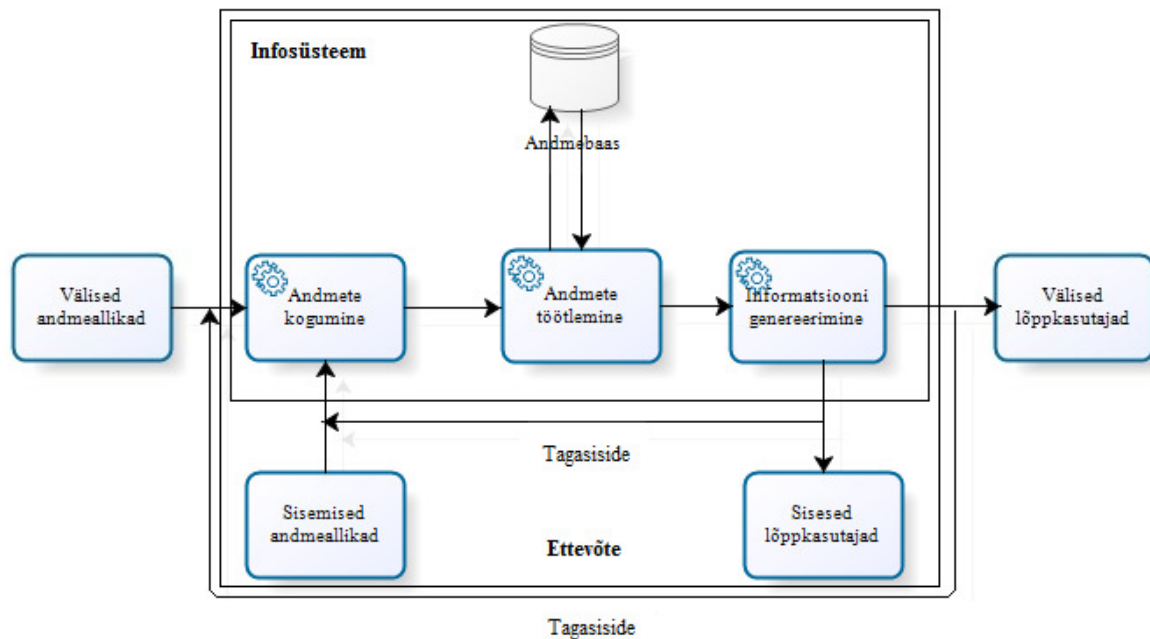 Infosüsteem
Andmebaas
Välised
andmeallikad
Andmete
kogumine
Andmete
töötlemine
Informatsiooni
genereerimine
Välised
lõppkasutajad
Tagasiside
Sisemised
andmeallikad
Sisesed
lõppkasutajad
Ettevõte
Tagasiside